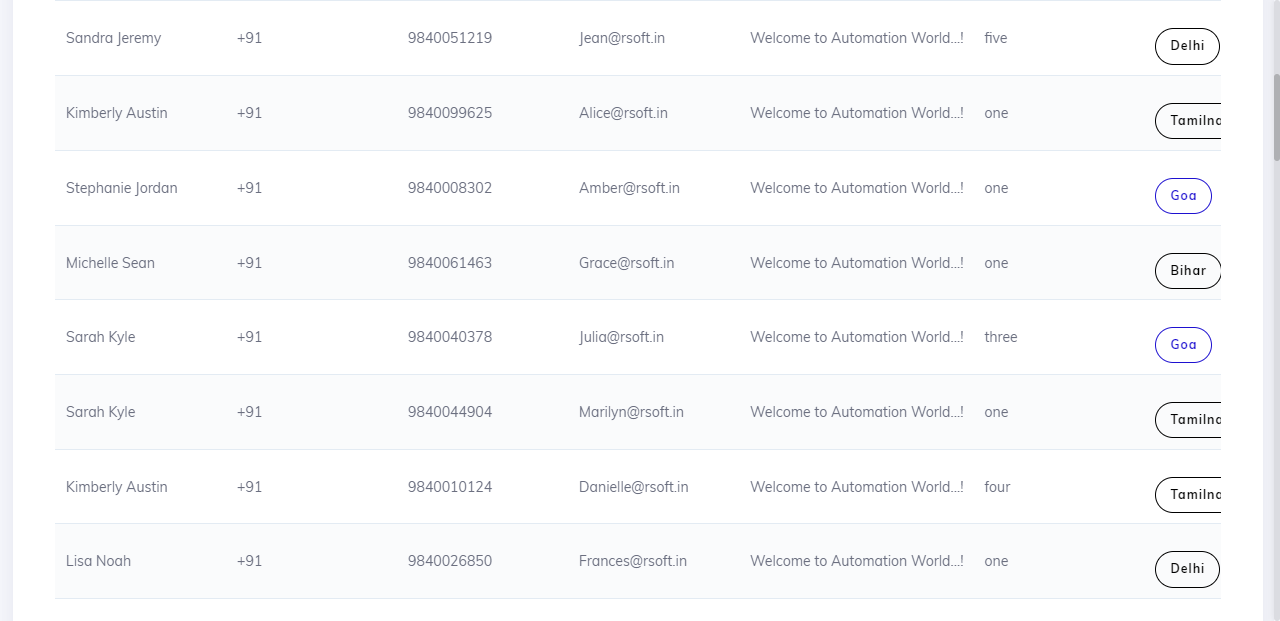 Sandra Jeremy +91 9840051219 Jean@rsoft.in Welcome to Automation World...! five Delhi
Kimberly Austin +91 9840099625 Alice@rsoft.in Welcome to Automation World...! one
Stephanie Jordan +91 9840008302 Amber@rsoft.in Welcome to Automation World...! one Goa
Michelle Sean +91 9840061463 Grace@rsoft.in Welcome to Automation World...! one Bihar
Sarah Kyle +91 9840040378 Julia@rsoft.in Welcome to Automation World...! three Goa
Sarah Kyle +91 9840044904 Marilyn@rsoft.in Welcome to Automation World...! one
Kimberly Austin +91 9840010124 Danielle@rsoft.in Welcome to Automation World...! four
Lisa Noah +91 9840026850 Frances@rsoft.in Welcome to Automation World...! one Delhi